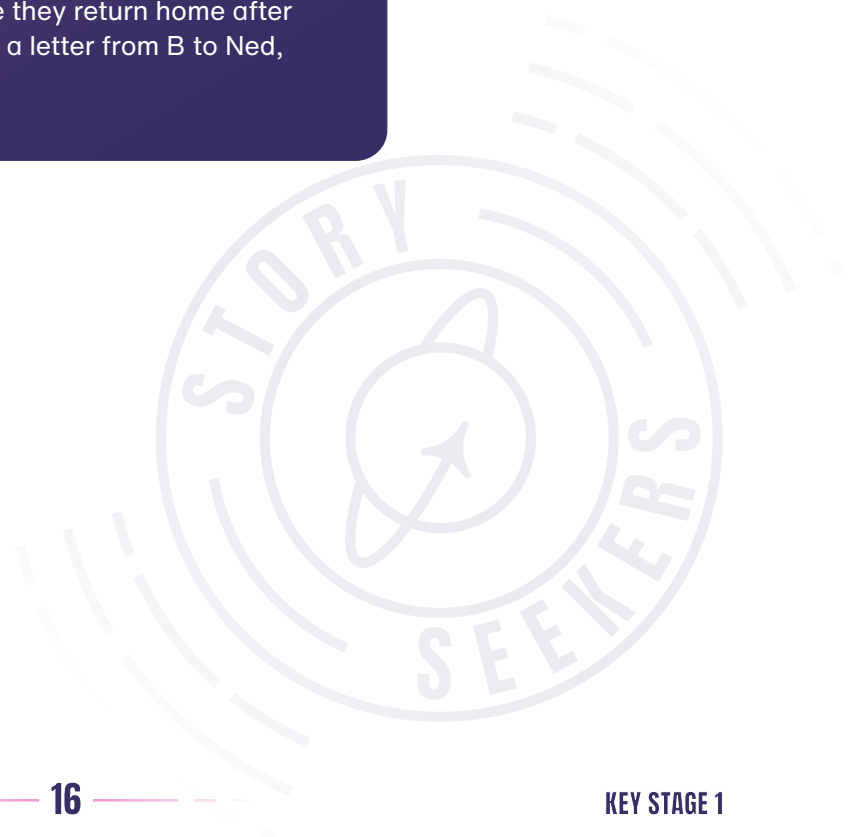 they return home after
a letter from B to Ned,
STORY
SEEKERS
16
KEY STAGE 1